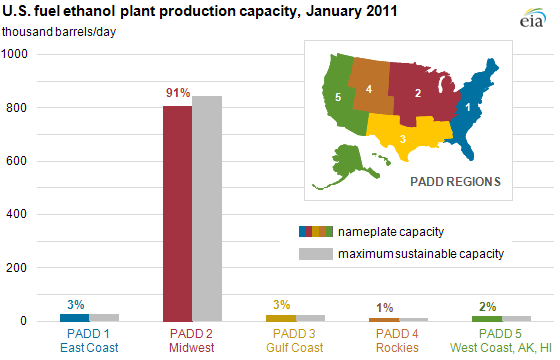 U.S. fuel ethanol plant production capacity, January 2011
thousand barrels/day
eia
1000
800
600
400
200
0
91%
3%
3%
1%
2%
1
2
3
4
5
PADD REGIONS
nameplate capacity
maximum sustainable capacity
PADD 1
East Coast
PADD 2
Midwest
PADD 3
Gulf Coast
PADD 4
Rockies
PADD 5
West Coast, AK, HI